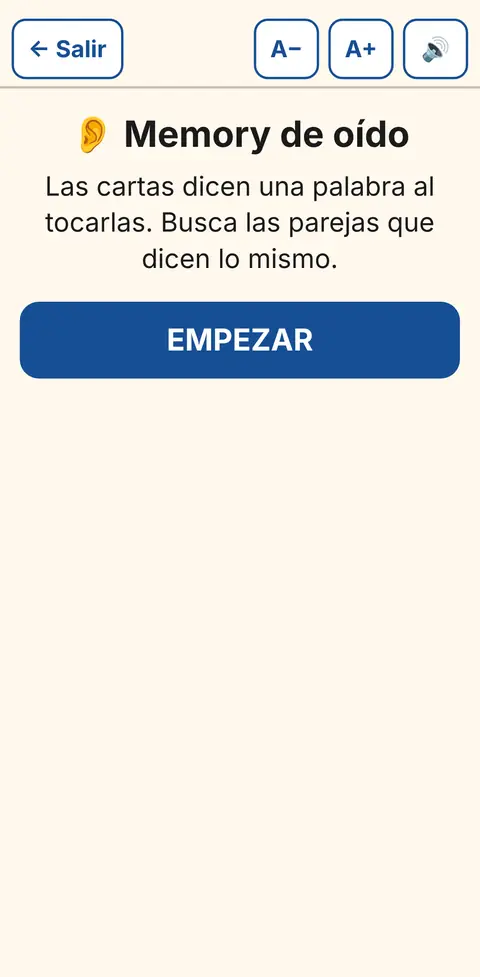 ← Salir
A−
A+
Memory de oído
Las cartas dicen una palabra al
tocarlas. Busca las parejas que
dicen lo mismo.
EMPEZAR